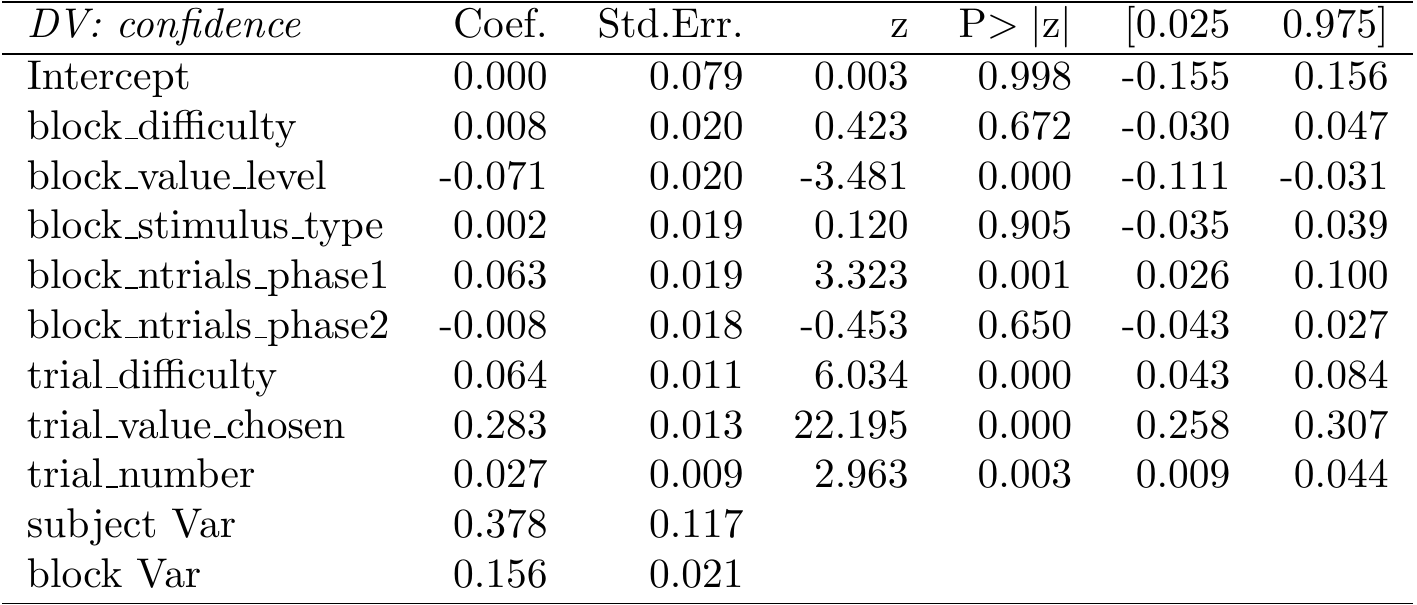 DV: confidence Coef. Std.Err. z P> |z| [0.025 0.975]
Intercept 0.000 0.079 0.003 0.998 -0.155 0.156
block_difficulty 0.008 0.020 0.423 0.672 -0.030 0.047
block_value_level -0.071 0.020 -3.481 0.000 -0.111 -0.031
block_stimulus_type 0.002 0.019 0.120 0.905 -0.035 0.039
block_ntrials_phase1 0.063 0.019 3.323 0.001 0.026 0.100
block_ntrials_phase2 -0.008 0.018 -0.453 0.650 -0.043 0.027
trial_difficulty 0.064 0.011 6.034 0.000 0.043 0.084
trial_value_chosen 0.283 0.013 22.195 0.000 0.258 0.307
trial_number 0.027 0.009 2.963 0.003 0.009 0.044
subject Var 0.378 0.117
block Var 0.156 0.021